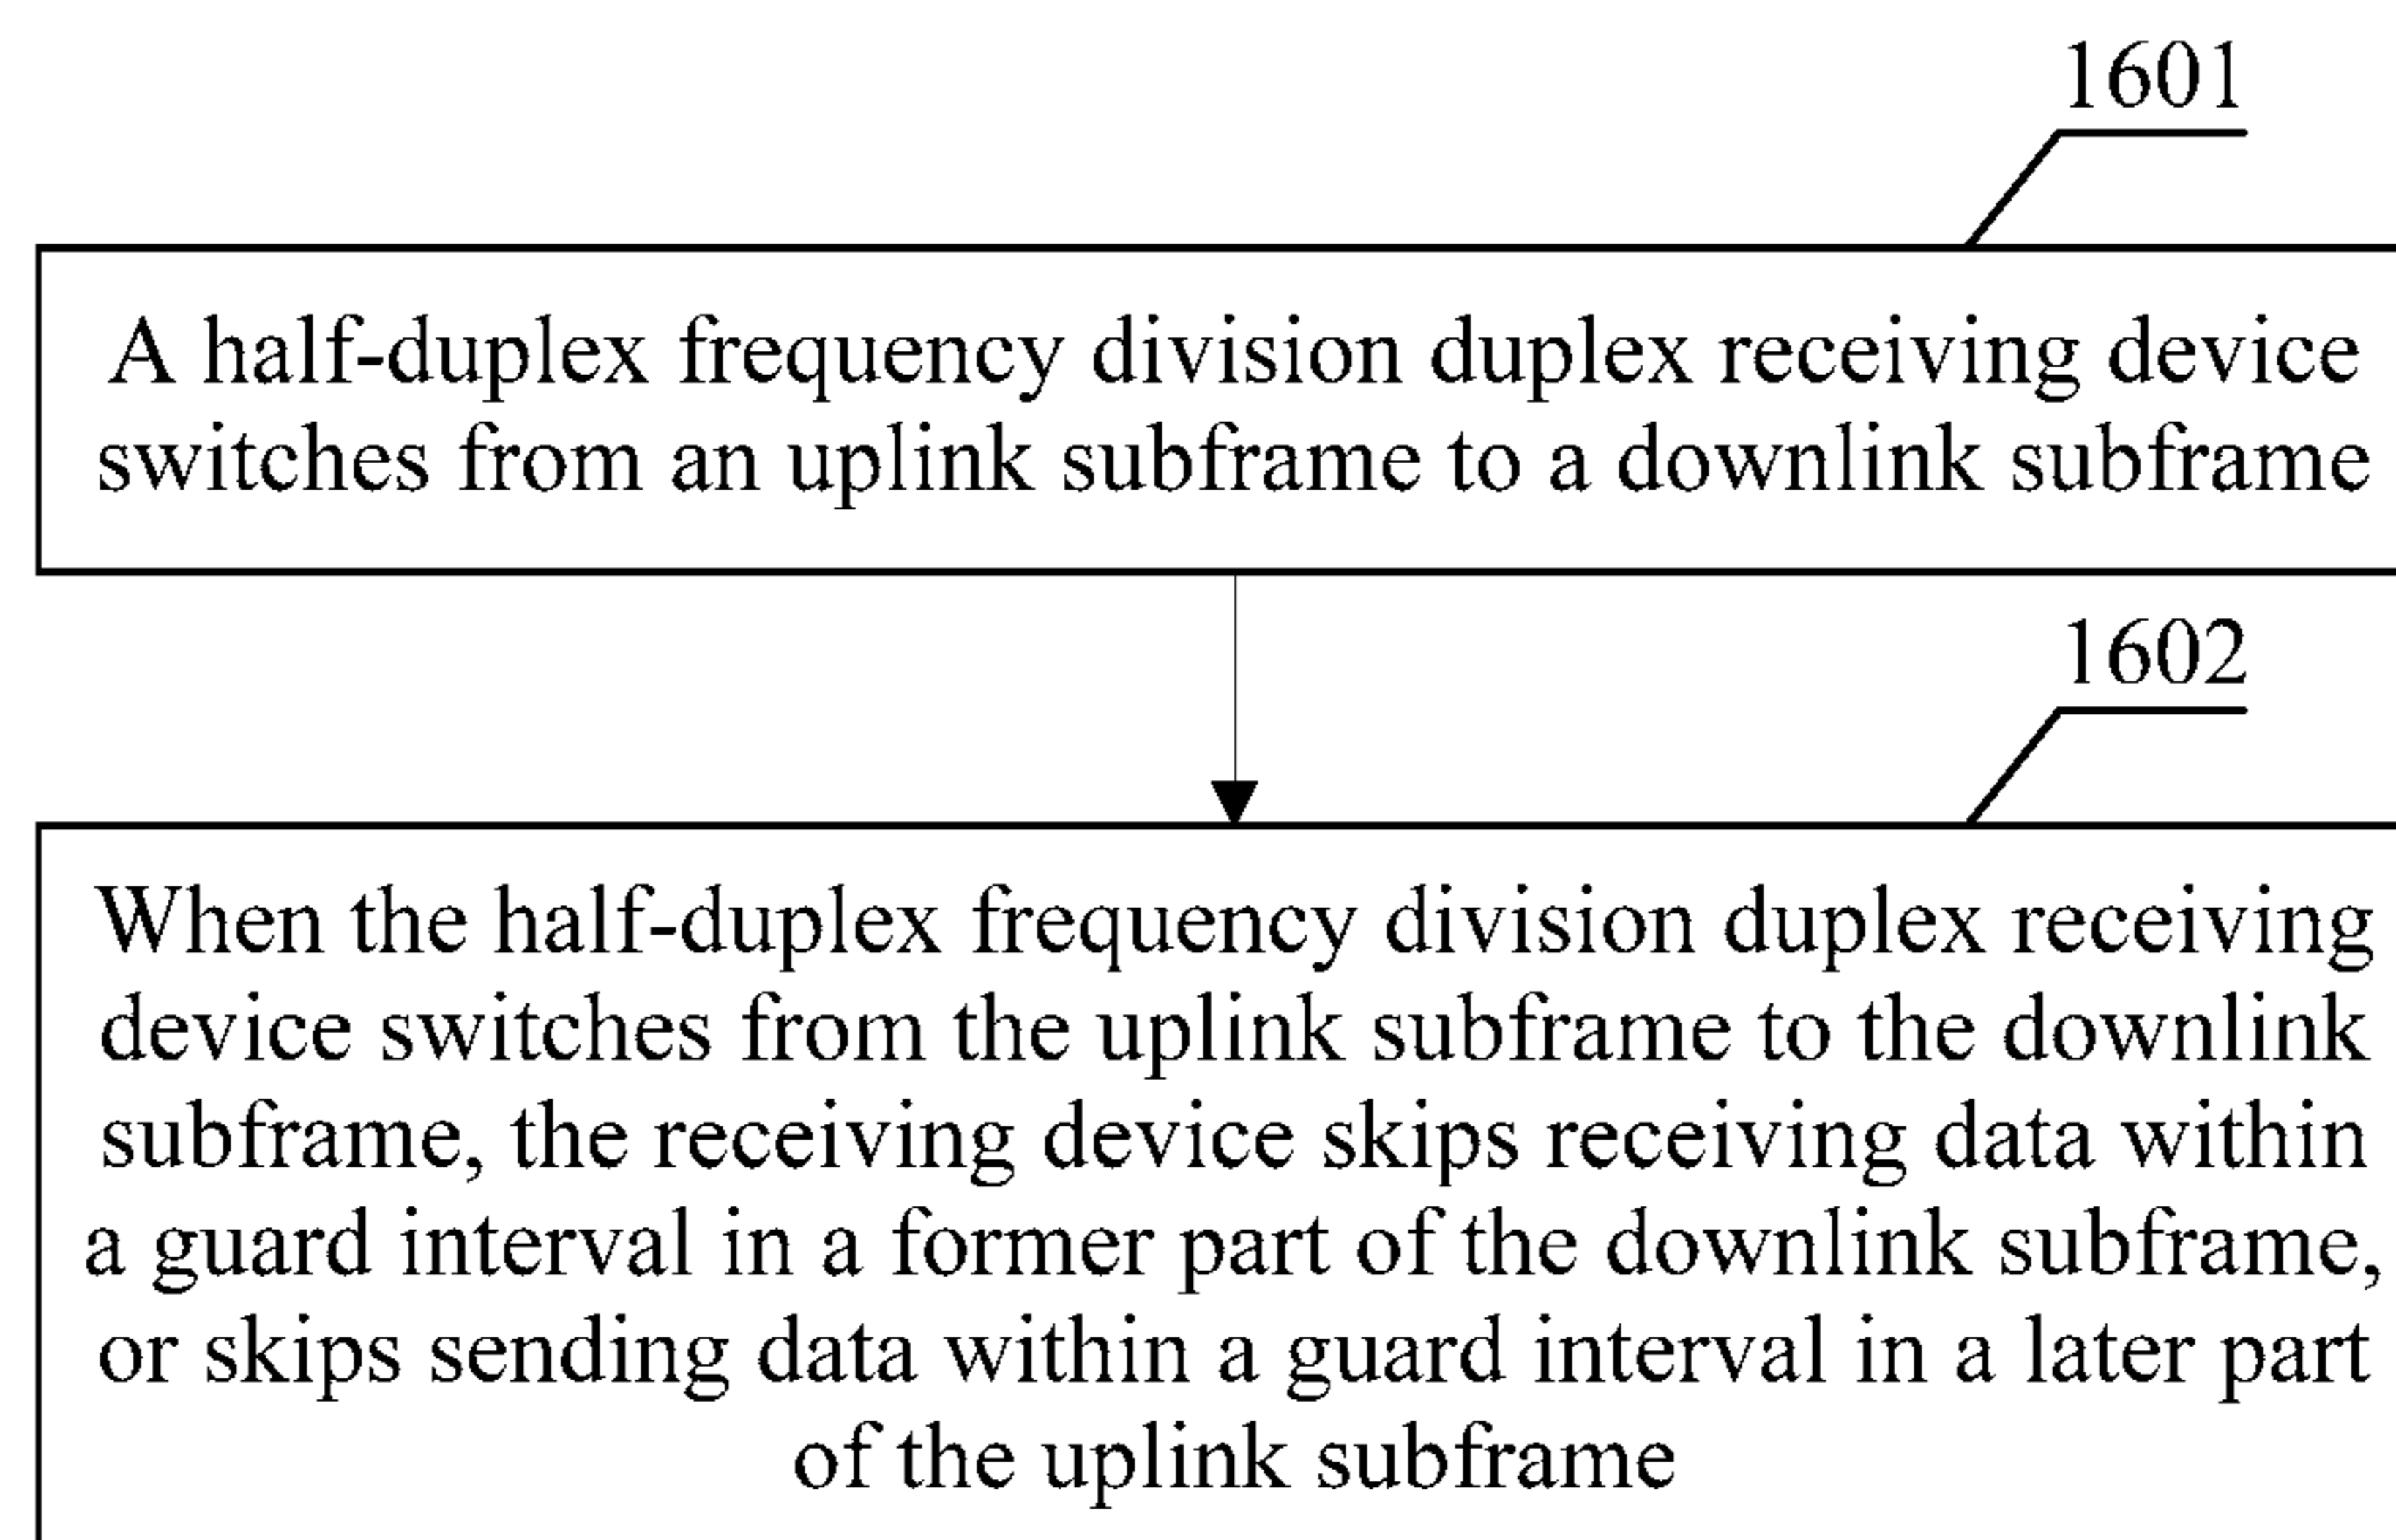 1601
A half-duplex frequency division duplex receiving device
switches from an uplink subframe to a downlink subframe
1602
When the half-duplex frequency division duplex receiving
device switches from the uplink subframe to the downlink
subframe, the receiving device skips receiving data within
a guard interval in a former part of the downlink subframe,
or skips sending data within a guard interval in a later part
of the uplink subframe